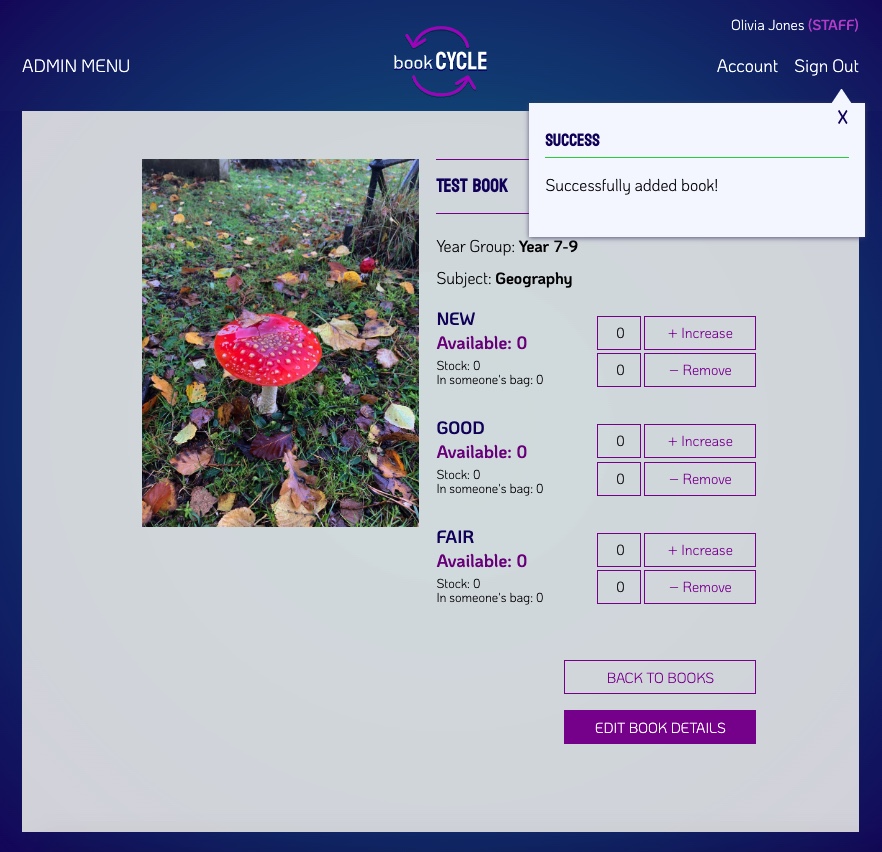 Olivia Jones (STAFF)
ADMIN MENU
book CYCLE
Account Sign Out
X
SUCCESS
Successfully added book!
TEST BOOK
Year Group: Year 7-9
Subject: Geography
NEW
Available: 0
Stock: 0
In someone's bag: 0
0 + Increase
0 – Remove
GOOD
Available: 0
Stock: 0
In someone's bag: 0
0 + Increase
0 – Remove
FAIR
Available: 0
Stock: 0
In someone's bag: 0
0 + Increase
0 – Remove
BACK TO BOOKS
EDIT BOOK DETAILS